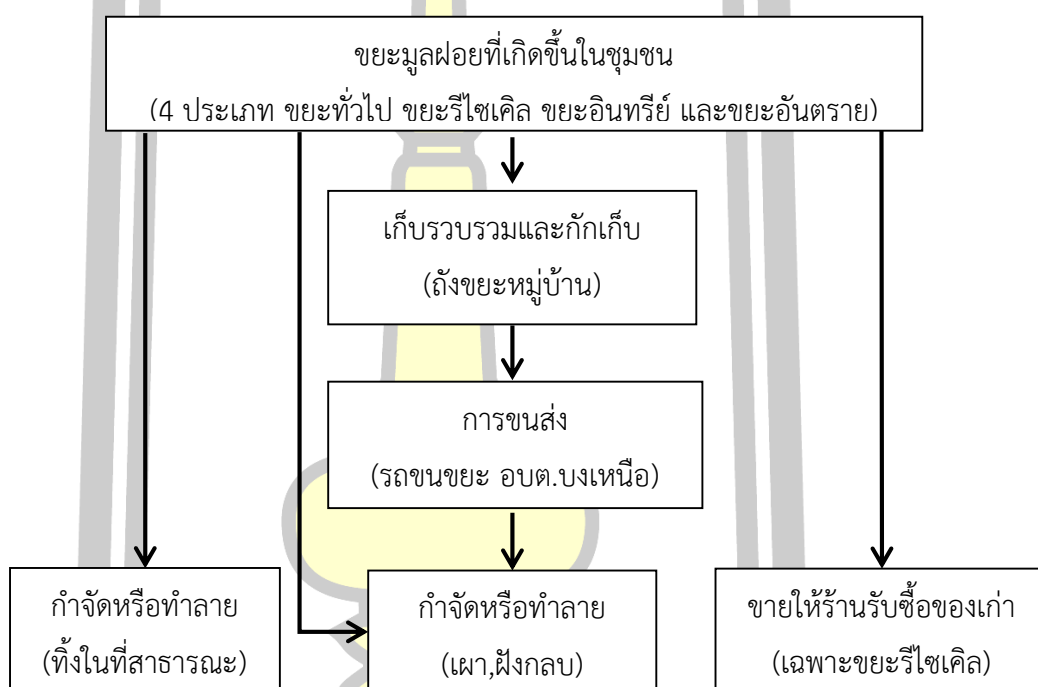 ขยะมูลฝอยที่เกิดขึ้นในชุมชน
(4 ประเภท ขยะทั่วไป ขยะรีไซเคิล ขยะอินทรีย์ และขยะอันตราย)
เก็บรวบรวมและกักเก็บ
(ถังขยะหมู่บ้าน)
การขนส่ง
(รถขนขยะ อบต.บงเหนือ)
กำจัดหรือทำลาย
(ทิ้งในที่สาธารณะ)
กำจัดหรือทำลาย
(เผา,ฝังกลบ)
ขายให้ร้านรับซื้อของเก่า
(เฉพาะขยะรีไซเคิล)